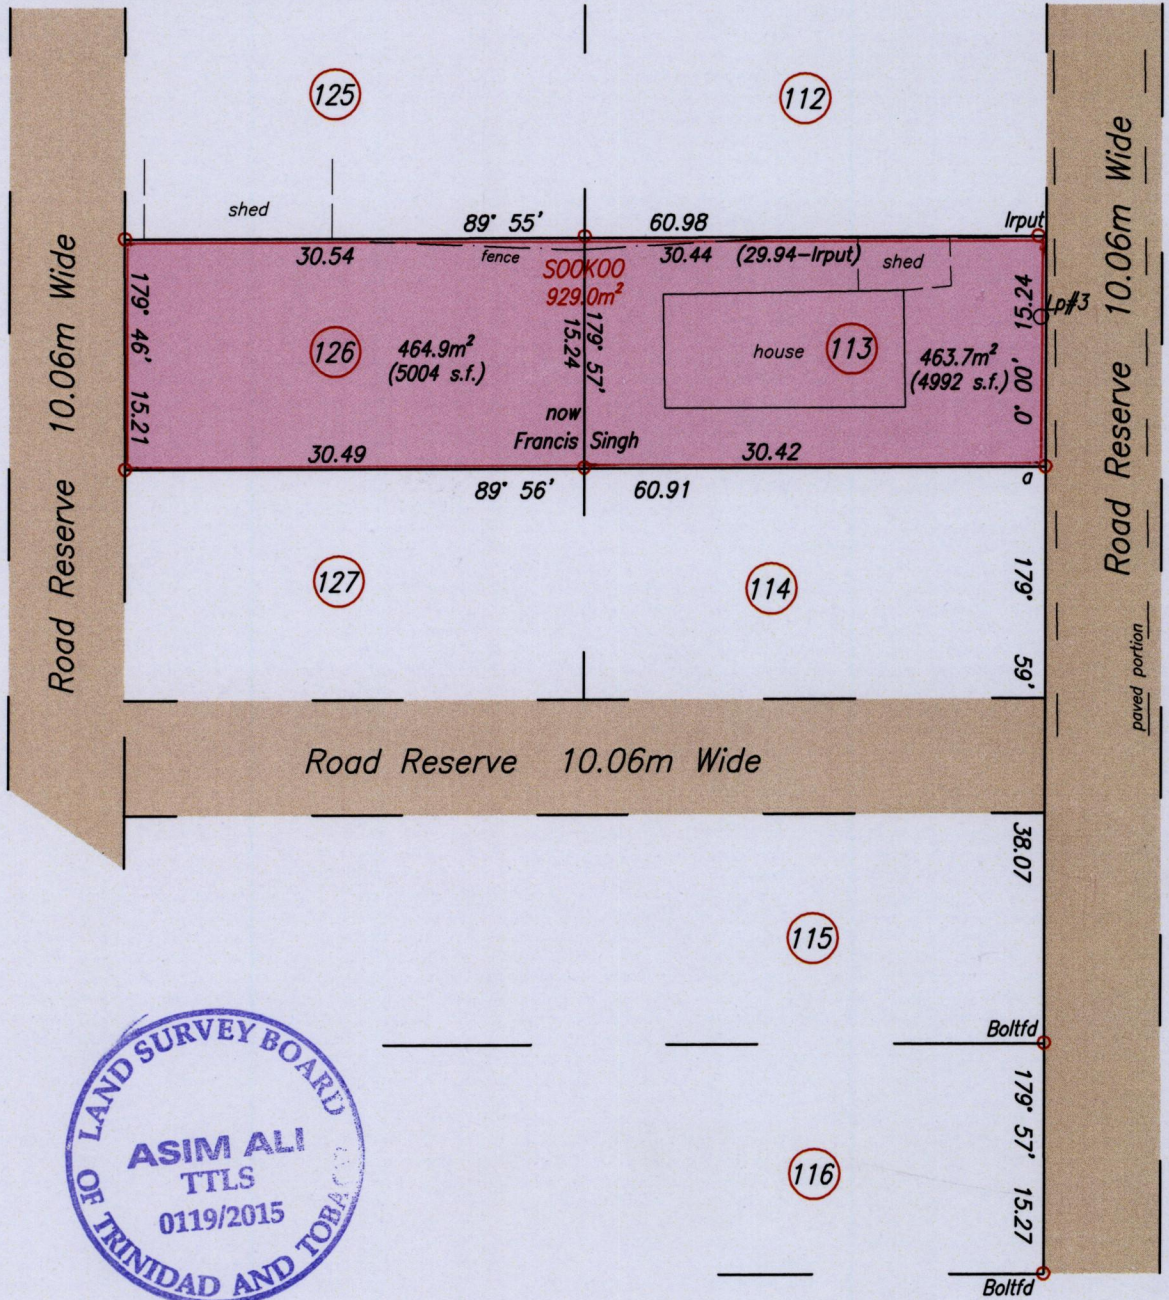 125
112
shed
89° 55'
60.98
Irput
30.54
fence
SOOKOO
929.0m²
30.44
(29.94-Irput)
shed
Lp#3
15.24
0° 00'
179° 46' 15.21
126
464.9m²
(5004 s.f.)
179° 57'
15.24
house
113
463.7m²
(4992 s.f.)
now
Francis Singh
30.49
30.42
89° 56'
60.91
a
Road Reserve 10.06m Wide
Road Reserve 10.06m Wide
127
114
179° 59'
paved portion
Road Reserve 10.06m Wide
38.07
115
Boltfd
179° 57' 15.27
116
Boltfd
LAND SURVEY BOARD
OF TRINIDAD AND TOBAGO
ASIM ALI
TTLS
0119/2015